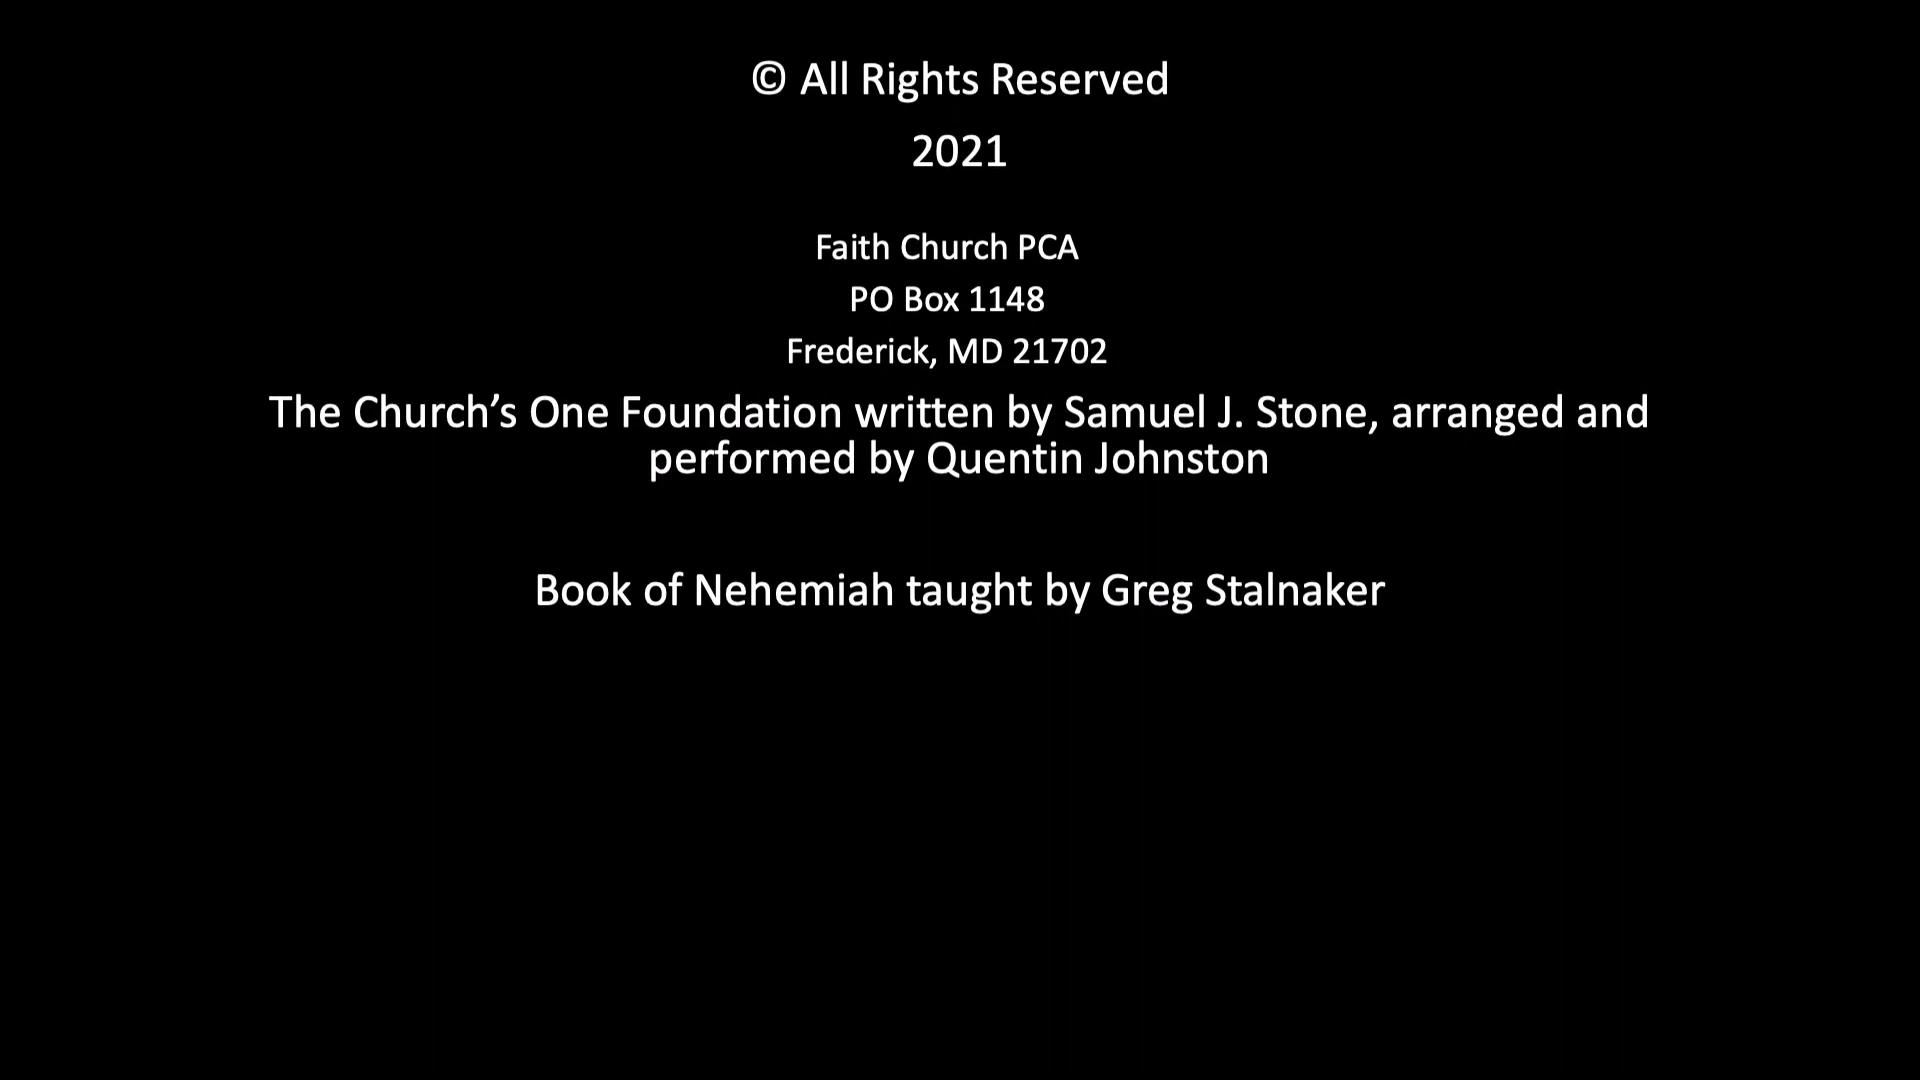 © All Rights Reserved
2021
Faith Church PCA
PO Box 1148
Frederick, MD 21702
The Church’s One Foundation written by Samuel J. Stone, arranged and
performed by Quentin Johnston
Book of Nehemiah taught by Greg Stalnaker